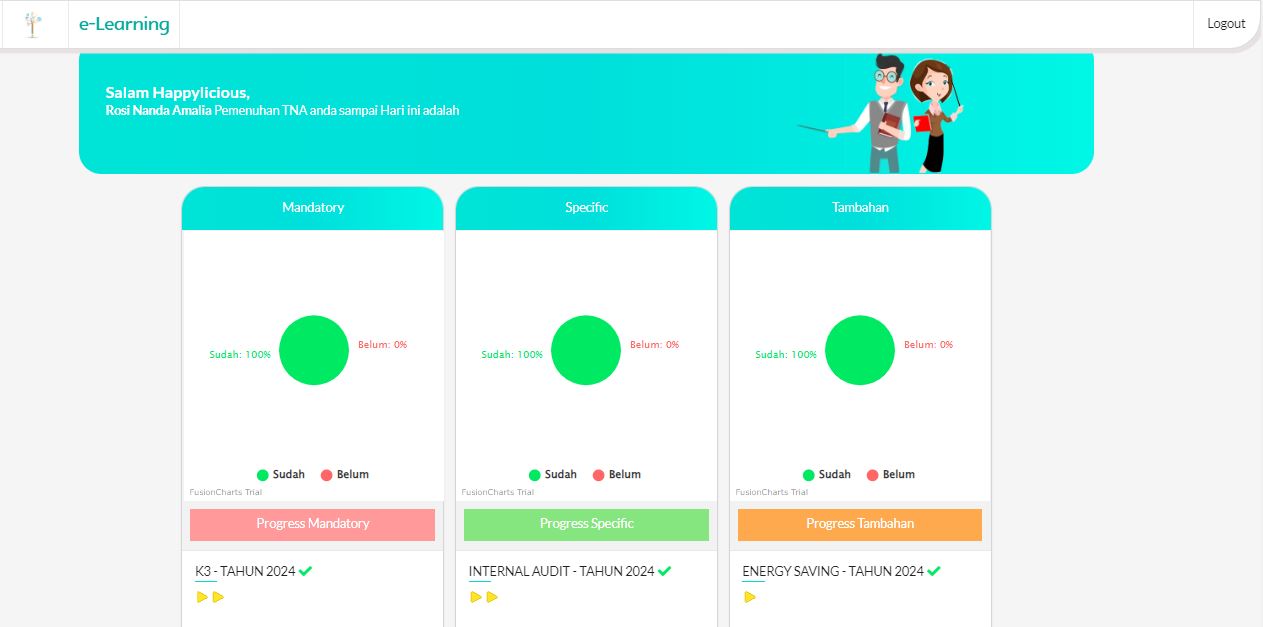 e-Learning
Logout
Salam Happylicious,
Rosi Nanda Amalia Pemenuhan TNA anda sampai Hari ini adalah
Mandatory
Sudah: 100%
Belum: 0%
Sudah Belum
FusionCharts Trial
Progress Mandatory
K3 - TAHUN 2024
Specific
Sudah: 100%
Belum: 0%
Sudah Belum
FusionCharts Trial
Progress Specific
INTERNAL AUDIT - TAHUN 2024
Tambahan
Sudah: 100%
Belum: 0%
Sudah Belum
FusionCharts Trial
Progress Tambahan
ENERGY SAVING - TAHUN 2024